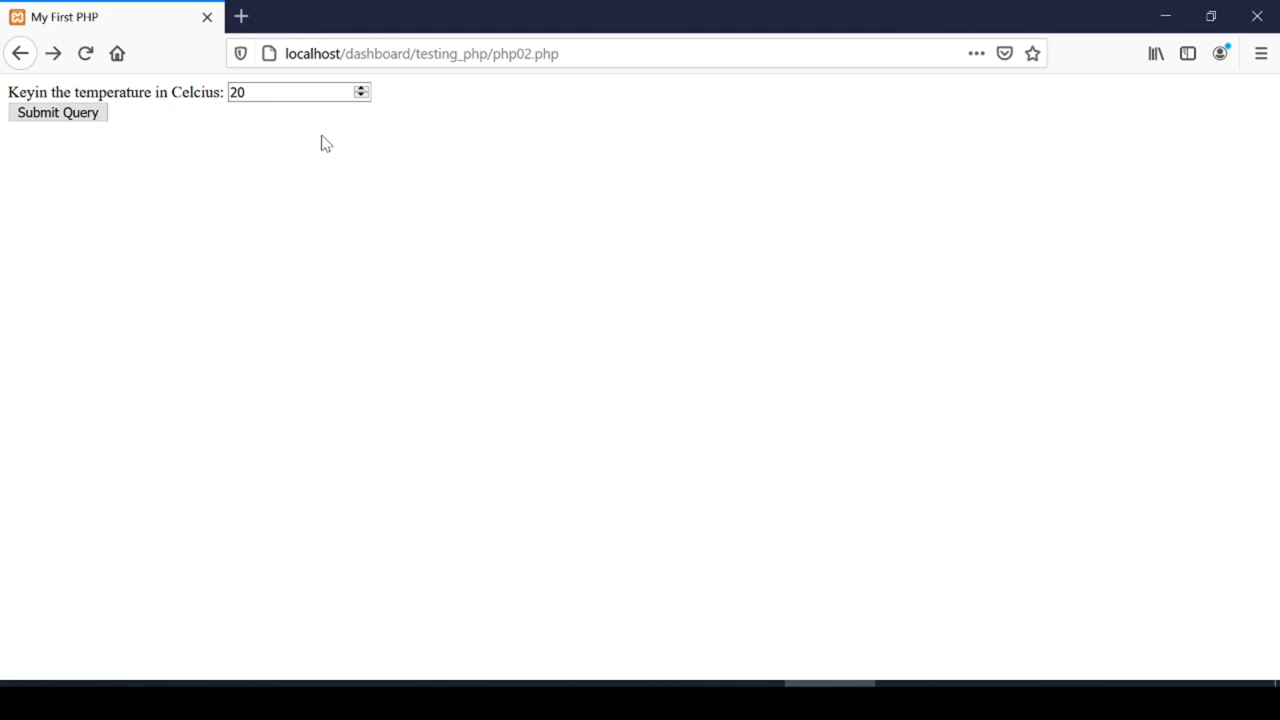 My First PHP
localhost/dashboard/testing_php/php02.php
Keyin the temperature in Celcius: 20
Submit Query